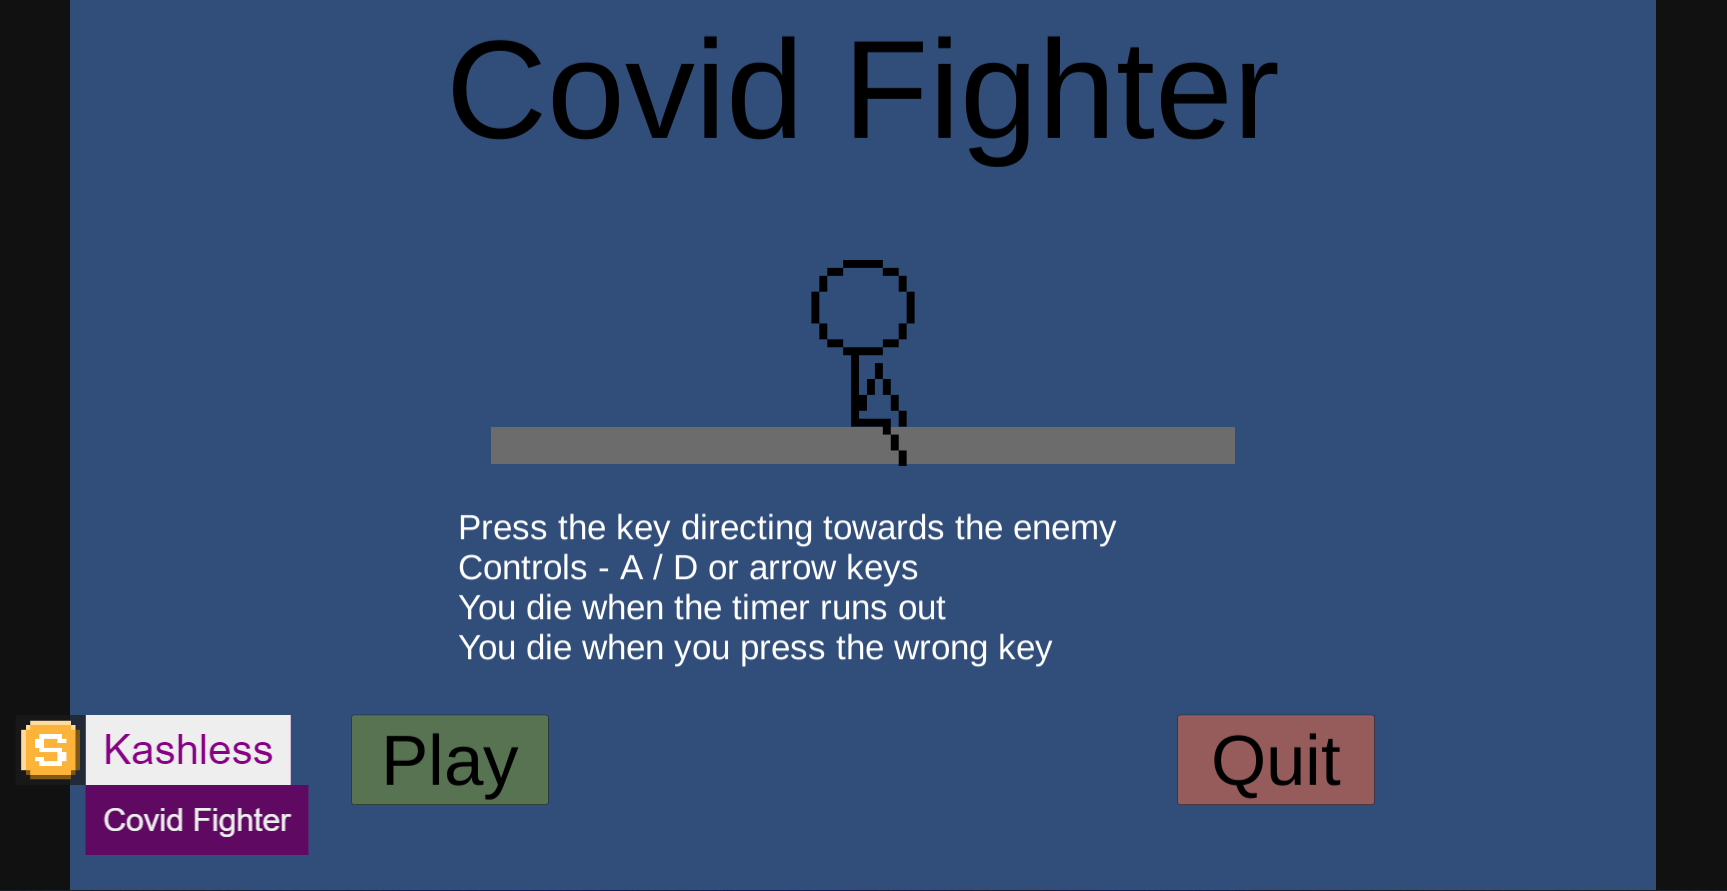 Covid Fighter
Press the key directing towards the enemy
Controls - A / D or arrow keys
You die when the timer runs out
You die when you press the wrong key
S
Kashless
Play
Quit
Covid Fighter